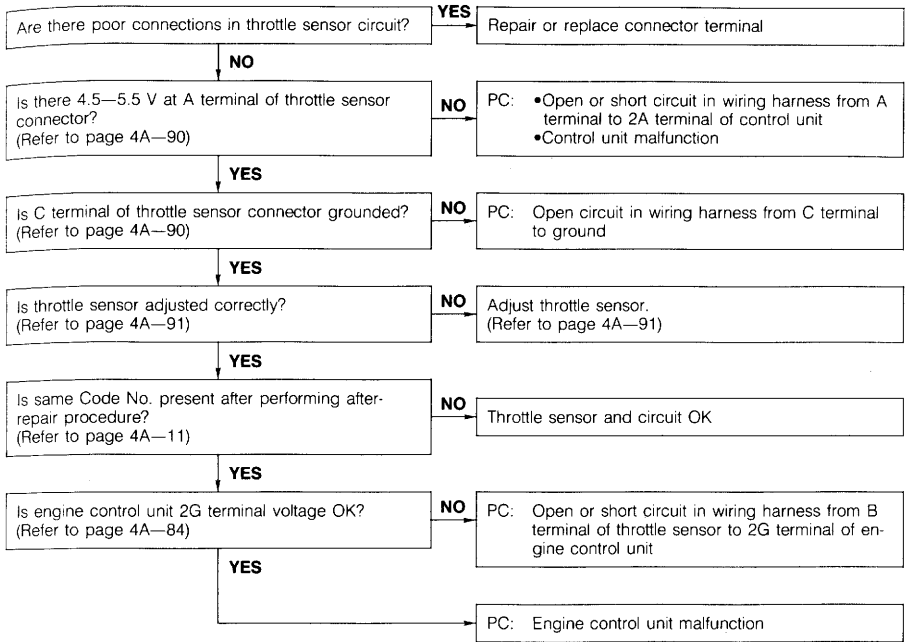 Are there poor connections in throttle sensor circuit?
YES
Repair or replace connector terminal
NO
Is there 4.5—5.5 V at A terminal of throttle sensor
connector?
(Refer to page 4A—90)
NO
PC: •Open or short circuit in wiring harness from A
terminal to 2A terminal of control unit
•Control unit malfunction
YES
Is C terminal of throttle sensor connector grounded?
(Refer to page 4A—90)
NO
PC: Open circuit in wiring harness from C terminal
to ground
YES
Is throttle sensor adjusted correctly?
(Refer to page 4A—91)
NO
Adjust throttle sensor.
(Refer to page 4A—91)
YES
Is same Code No. present after performing after-
repair procedure?
(Refer to page 4A—11)
NO
Throttle sensor and circuit OK
YES
Is engine control unit 2G terminal voltage OK?
(Refer to page 4A—84)
NO
PC: Open or short circuit in wiring harness from B
terminal of throttle sensor to 2G terminal of en-
gine control unit
YES
PC: Engine control unit malfunction